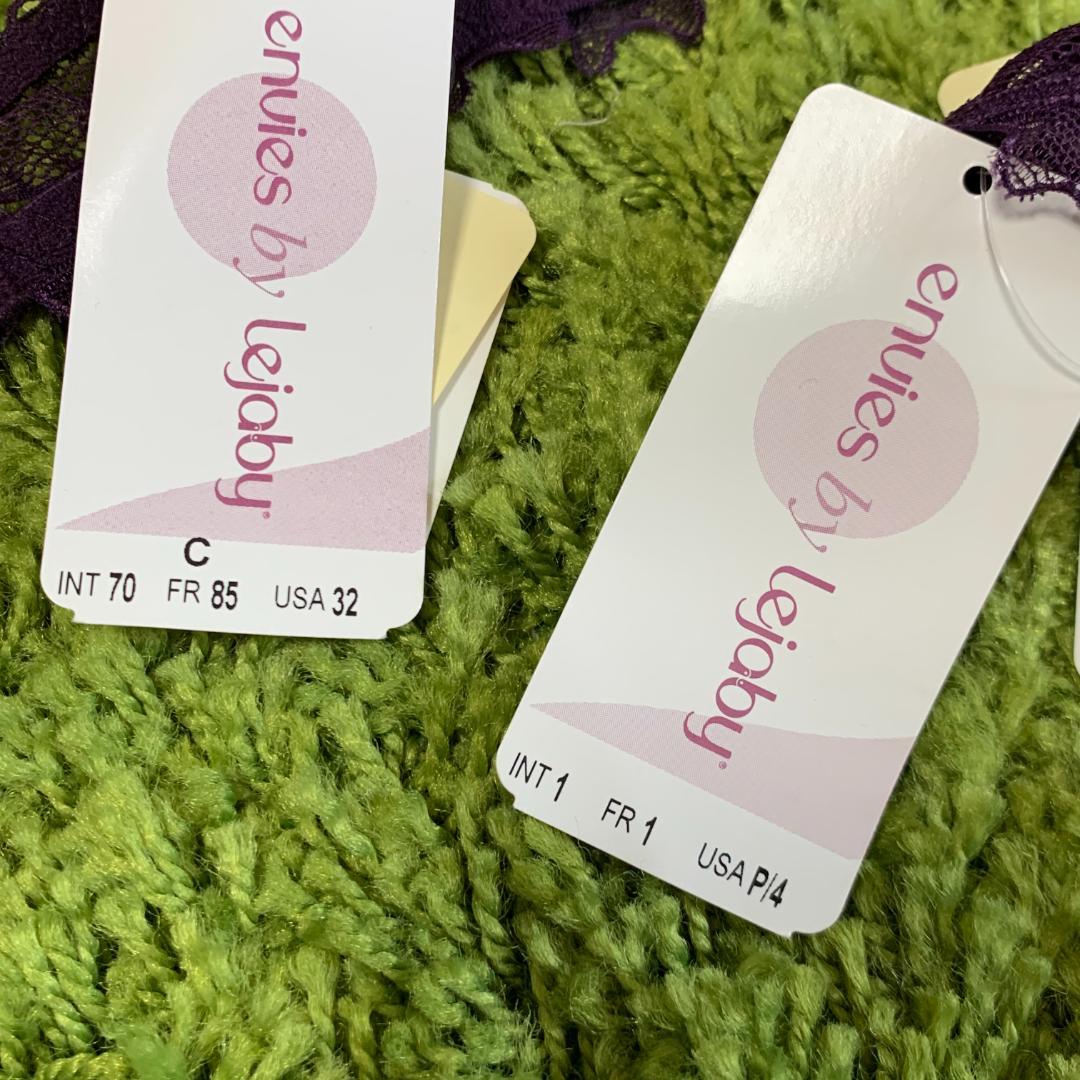 envies by lejaby®
C
INT 70 FR 85 USA 32
envies by lejaby®
INT 1 FR 1 USA P/4